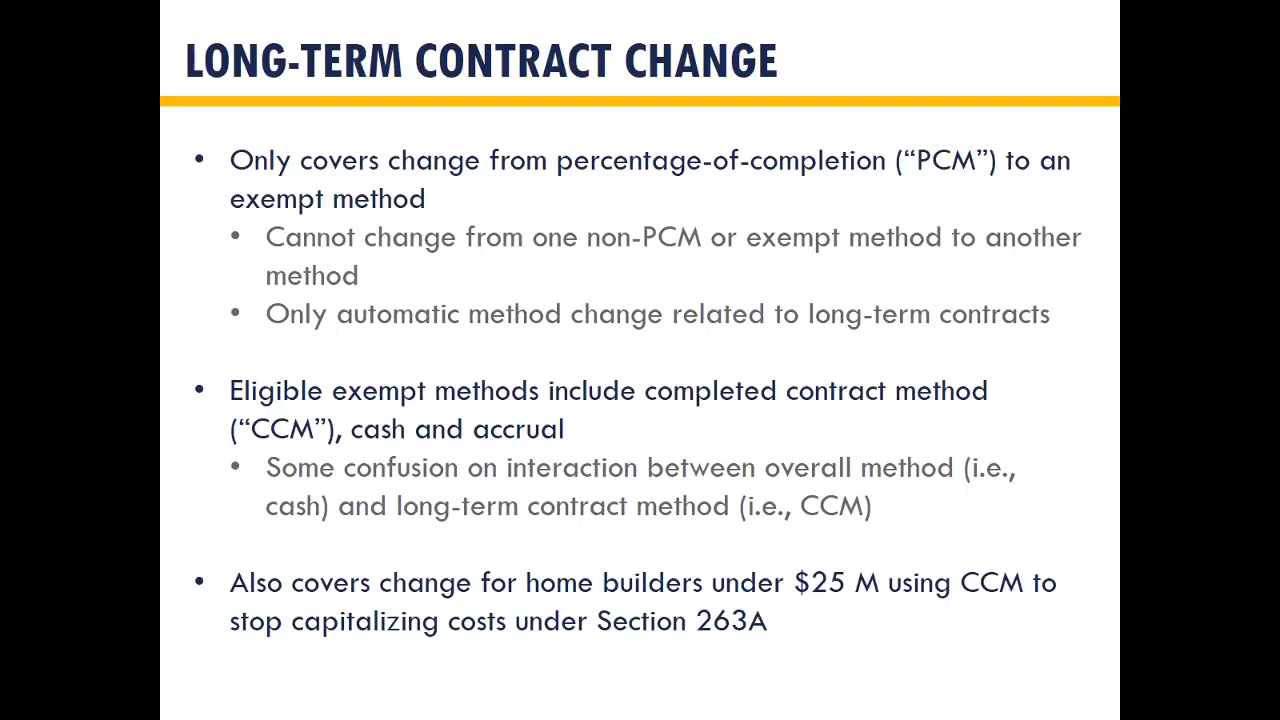 LONG-TERM CONTRACT CHANGE
• Only covers change from percentage-of-completion (“PCM”) to an
exempt method
• Cannot change from one non-PCM or exempt method to another
method
• Only automatic method change related to long-term contracts
• Eligible exempt methods include completed contract method
(“CCM”), cash and accrual
• Some confusion on interaction between overall method (i.e.,
cash) and long-term contract method (i.e., CCM)
• Also covers change for home builders under $25 M using CCM to
stop capitalizing costs under Section 263A